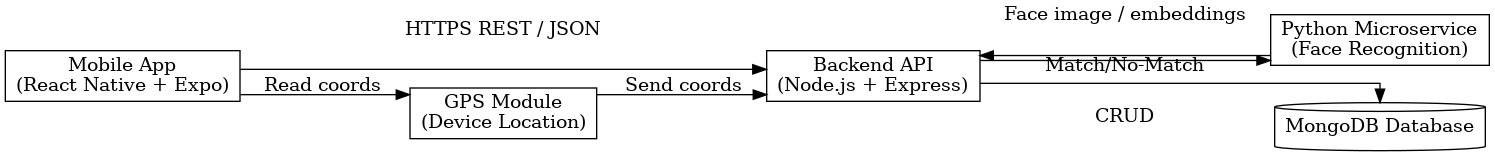 HTTPS REST / JSON
Mobile App
(React Native + Expo)
Read coords
GPS Module
(Device Location)
Send coords
Backend API
(Node.js + Express)
Face image / embeddings
Match/No-Match
Python Microservice
(Face Recognition)
CRUD
MongoDB Database